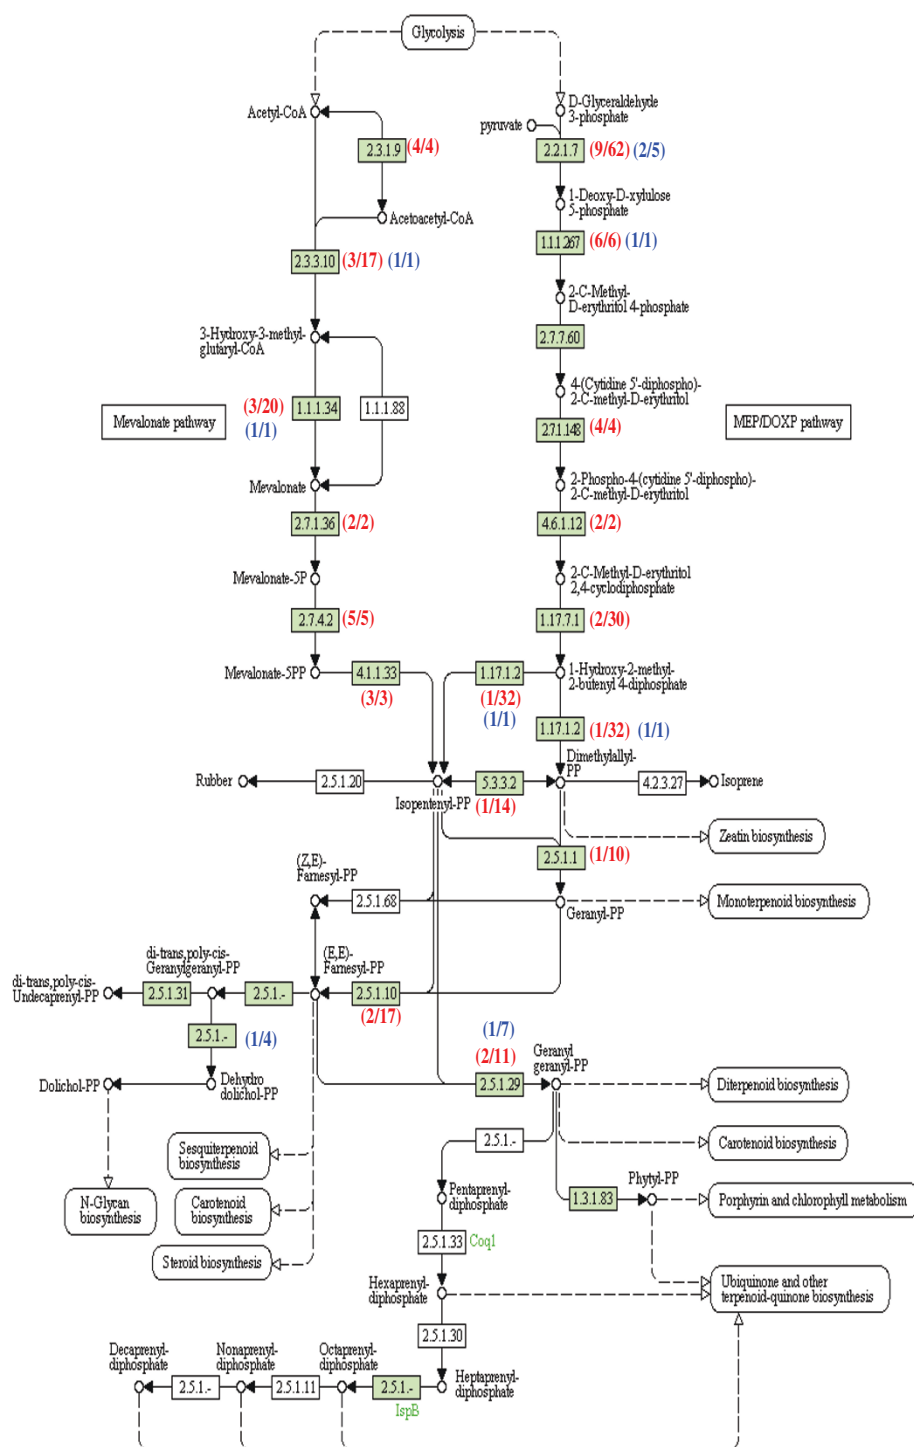 Glycolysis
Acetyl-CoA
D-Glyceraldehyde
3-phosphate
pyruvate
2.3.1.9
(4/4)
2.2.1.7
(9/62) (2/5)
Acetoacetyl-CoA
1-Deoxy-D-xylulose
5-phosphate
2.3.3.10
(3/17) (1/1)
1.1.1.267
(6/6) (1/1)
2-C-Methyl-
D-erythritol 4-phosphate
3-Hydroxy-3-methyl-
glutaryl-CoA
2.7.7.60
4-(Cytidine 5'-diphospho)-
2-C-methyl-D-erythritol
Mevalonate pathway
(3/20)
(1/1)
1.1.1.34
1.1.1.88
2.7.1.148
(4/4)
MEP/DOXP pathway
Mevalonate
2-Phospho-4-(cytidine 5'-diphospho)-
2-C-methyl-D-erythritol
2.7.1.36
(2/2)
4.6.1.12
(2/2)
Mevalonate-5P
2-C-Methyl-D-erythritol
2,4-cyclodiphosphate
2.7.4.2
(5/5)
1.17.7.1
(2/30)
Mevalonate-5PP
4.1.1.33
(3/3)
1.17.1.2
(1/32)
(1/1)
1-Hydroxy-2-methyl-
2-butenyl 4-diphosphate
1.17.1.2
(1/32) (1/1)
Dimethylallyl-
PP
Rubber
2.5.1.20
Isopentenyl-PP
5.3.3.2
(1/14)
4.2.3.27
Isoprene
Zeatin biosynthesis
2.5.1.1
(1/10)
(Z,E)-
Farnesyl-PP
2.5.1.68
Geranyl-PP
Monoterpenoid biosynthesis
di-trans,poly-cis-
Geranylgeranyl-PP
(E,E)-
Farnesyl-PP
di-trans,poly-cis-
Undecaprenyl-PP
2.5.1.31
2.5.1.-
2.5.1.10
(2/17)
2.5.1.-
(1/4)
(1/7)
(2/11)
2.5.1.29
Geranyl
geranyl-PP
Dolichol-PP
Dehydro
dolichol-PP
Diterpenoid biosynthesis
Sesquiterpenoid
biosynthesis
2.5.1.-
Carotenoid biosynthesis
N-Glycan
biosynthesis
Carotenoid
biosynthesis
Pentaprenyl-
diphosphate
1.3.1.83
Phytyl-PP
Porphyrin and chlorophyll metabolism
Steroid biosynthesis
2.5.1.33
Coq1
Hexaprenyl-
diphosphate
Ubiquinone and other
terpenoid-quinone biosynthesis
2.5.1.30
Decaprenyl-
diphosphate
Nonaprenyl-
diphosphate
Octaprenyl-
diphosphate
Heptaprenyl-
diphosphate
2.5.1.-
2.5.1.11
2.5.1.-
IspB